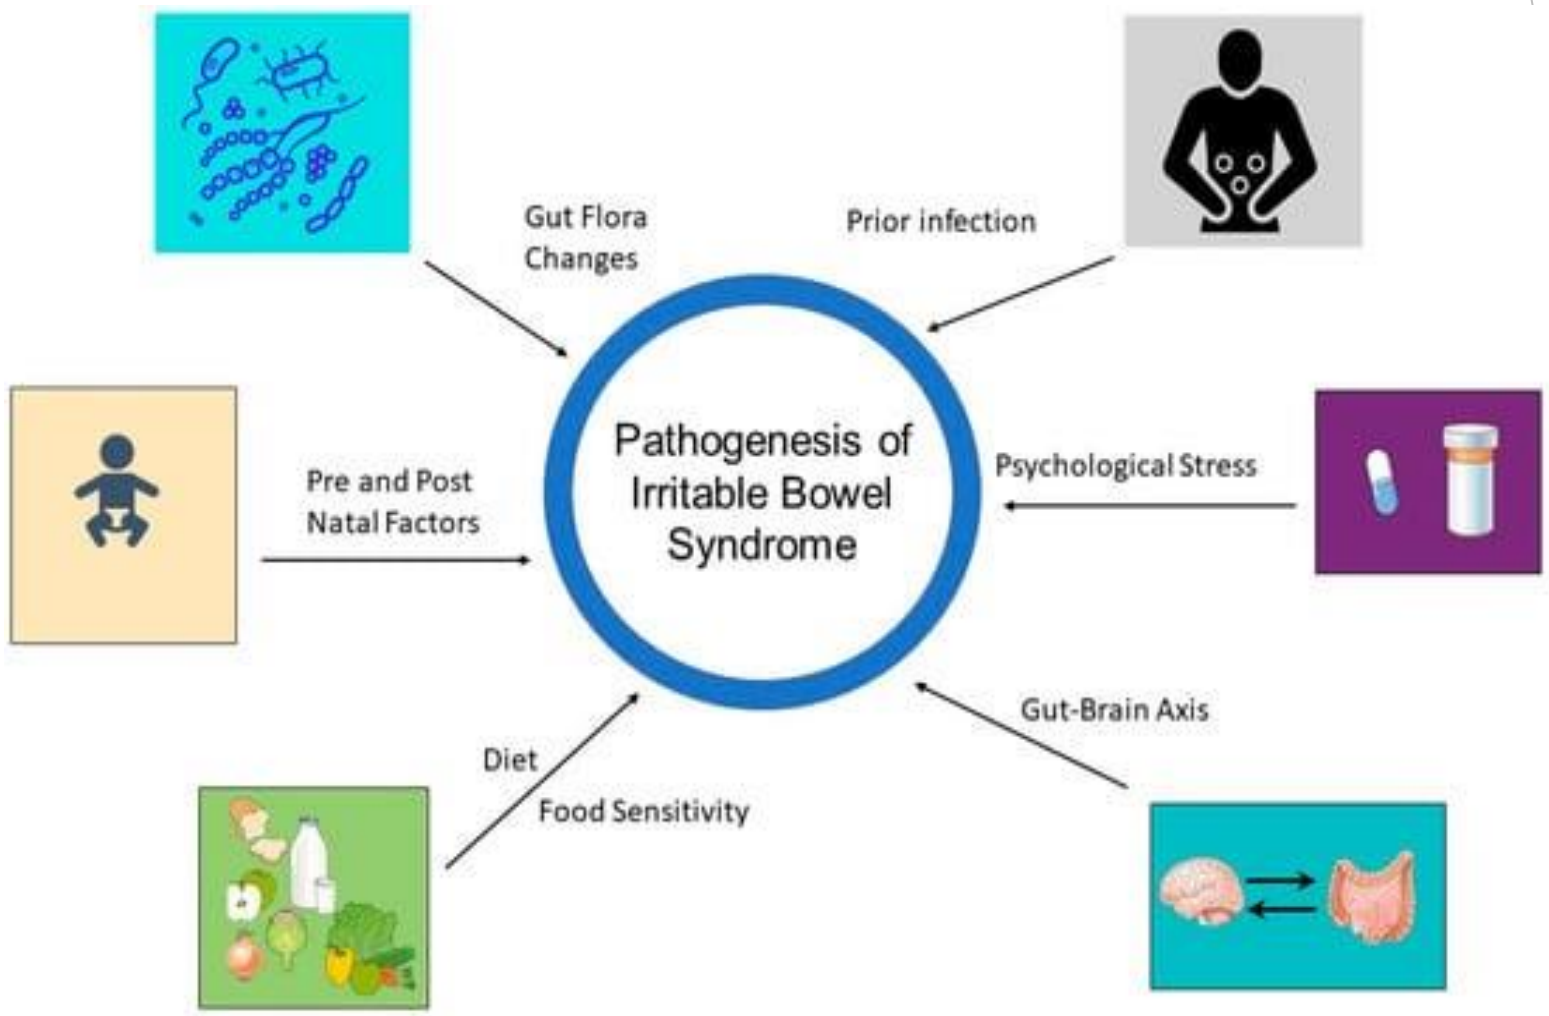 Gut Flora
Changes
Prior infection
Pathogenesis of
Irritable Bowel
Syndrome
Psychological Stress
Pre and Post
Natal Factors
Gut-Brain Axis
Diet
Food Sensitivity